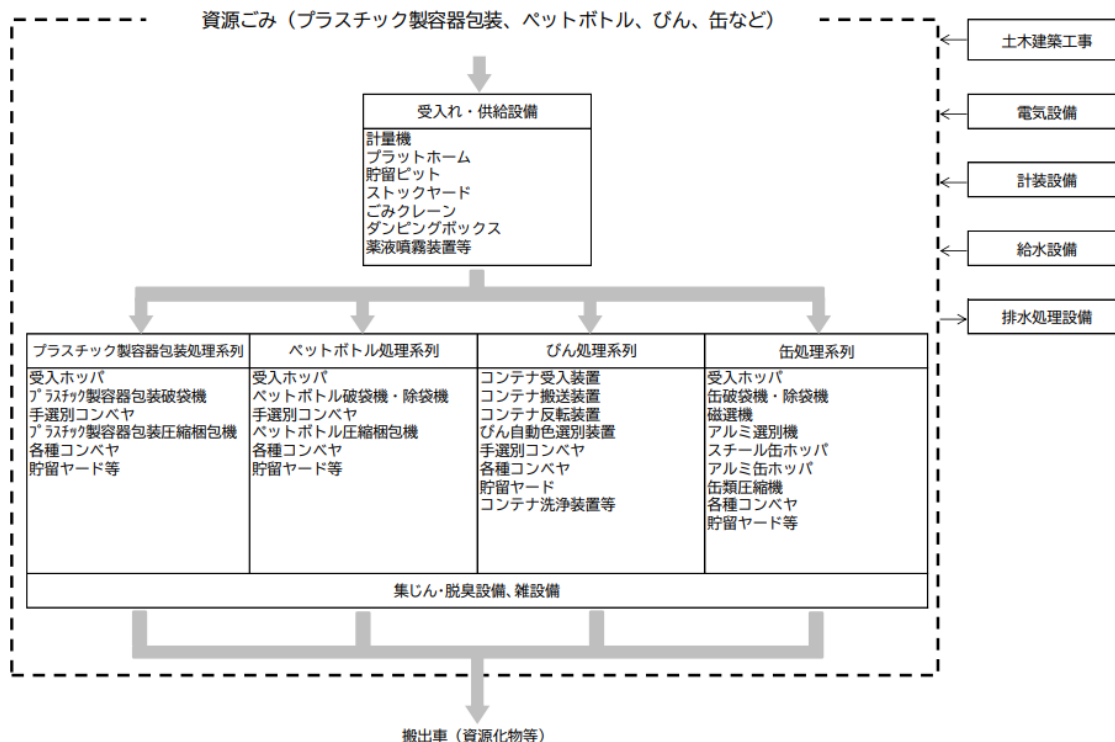 資源ごみ（プラスチック製容器包装、ペットボトル、びん、缶など）
土木建築工事
電気設備
計装設備
給水設備
排水処理設備
受入れ・供給設備
計量機
プラットホーム
貯留ピット
ストックヤード
ごみクレーン
ダンピングボックス
薬液噴霧装置等
プラスチック製容器包装処理系列
受入ホッパ
プラスチック製容器包装破袋機
手選別コンベヤ
プラスチック製容器包装圧縮梱包機
各種コンベヤ
貯留ヤード等
ペットボトル処理系列
受入ホッパ
ペットボトル破袋機・除袋機
手選別コンベヤ
ペットボトル圧縮梱包機
各種コンベヤ
貯留ヤード等
びん処理系列
コンテナ受入装置
コンテナ搬送装置
コンテナ反転装置
びん自動色選別装置
手選別コンベヤ
各種コンベヤ
貯留ヤード
コンテナ洗浄装置等
缶処理系列
受入ホッパ
缶破袋機・除袋機
磁選機
アルミ選別機
スチール缶ホッパ
アルミ缶ホッパ
缶類圧縮機
各種コンベヤ
貯留ヤード等
集じん・脱臭設備、雑設備
搬出車（資源化物等）